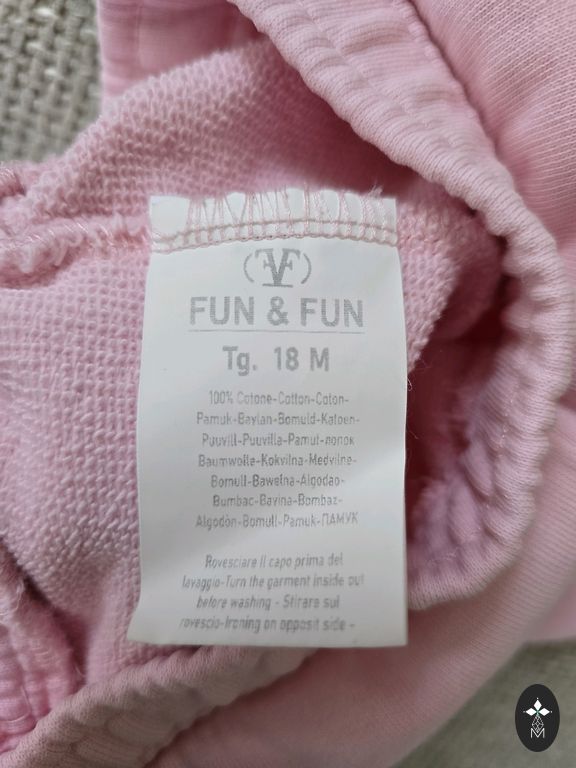 FUN & FUN
Tg. 18 M
100% Cotone-Cotton-Coton-
Pamuk-Baylan-Bomuld-Katoen-
Puuvill-Puuvilla-Pamut-nonok
Baumwolle-Kokvilna-Medvilne-
Bomull-Bawelna-Algodao-
Bumbac-Bavina-Bombaz-
Algodón-Bomull-Pamuk-ПАМУК
Rovesciare il capo prima del
lavaggio-Turn the garment inside out
before washing - Stirare sul
rovescio-Ironing on opposit side -